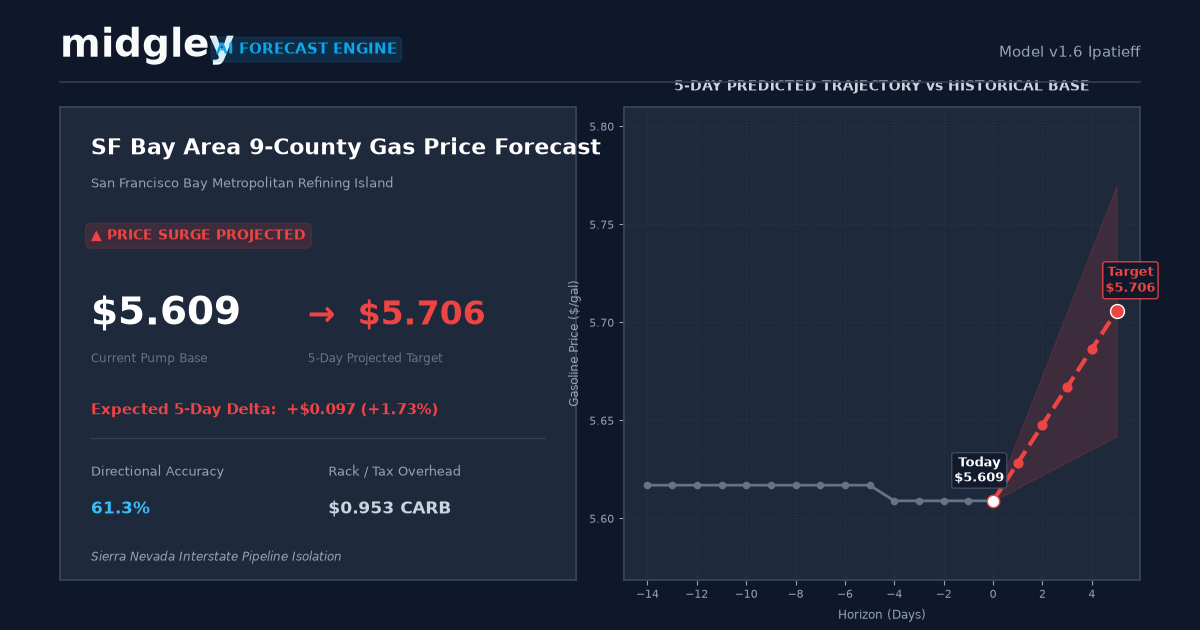 midgley
AI FORECAST ENGINE
Model v1.6 Ipatieff
SF Bay Area 9-County Gas Price Forecast
San Francisco Bay Metropolitan Refining Island
▲ PRICE SURGE PROJECTED
$5.609 → $5.706
Current Pump Base 5-Day Projected Target
Expected 5-Day Delta: +$0.097 (+1.73%)
Directional Accuracy Rack / Tax Overhead
61.3% $0.953 CARB
Sierra Nevada Interstate Pipeline Isolation
5-DAY PREDICTED TRAJECTORY vs HISTORICAL BASE
Gasoline Price ($/gal)
5.80
5.75
5.70
5.65
5.60
Target
$5.706
Today
$5.609
−14 −12 −10 −8 −6 −4 −2 0 2 4
Horizon (Days)